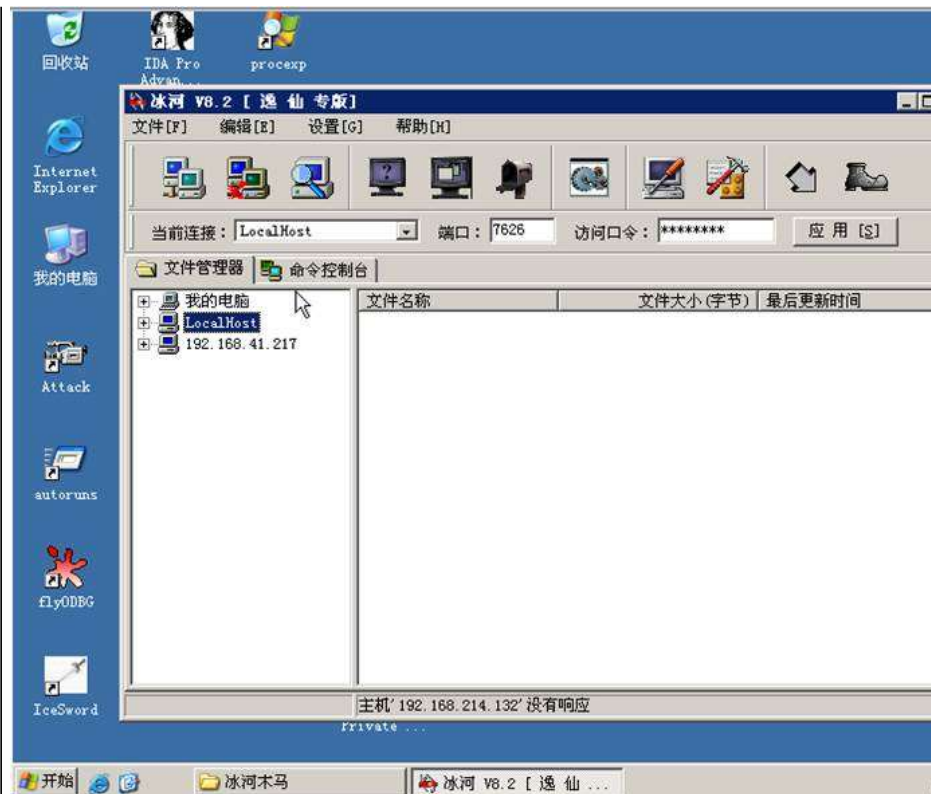 回收站
IDA Pro
Advan...
procexp
冰河 V8.2 [ 逸 仙 专版]
文件[F] 编辑[E] 设置[G] 帮助[H]
Internet
Explorer
当前连接： LocalHost 端口： 7626 访问口令： ******** 应 用 [S]
我的电脑
文件管理器 命令控制台
我的电脑
LocalHost
192.168.41.217
文件名称 文件大小(字节) 最后更新时间
Attack
autoruns
flyODBG
IceSword
主机'192.168.214.132'没有响应
Private ...
开始 冰河木马 冰河 V8.2 [ 逸 仙 ...